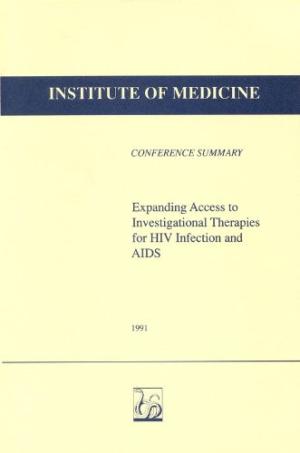 INSTITUTE OF MEDICINE
CONFERENCE SUMMARY
Expanding Access to
Investigational Therapies
for HIV Infection and
AIDS
1991